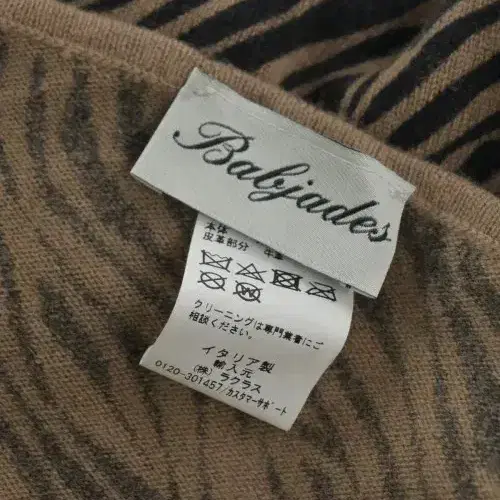 Babjades
本体
皮革部分 牛革
クリーニングは専門業者にご
相談ください。
イタリア製
輸入元
(株) ラクラス
0120-301457/カスタマーサポート